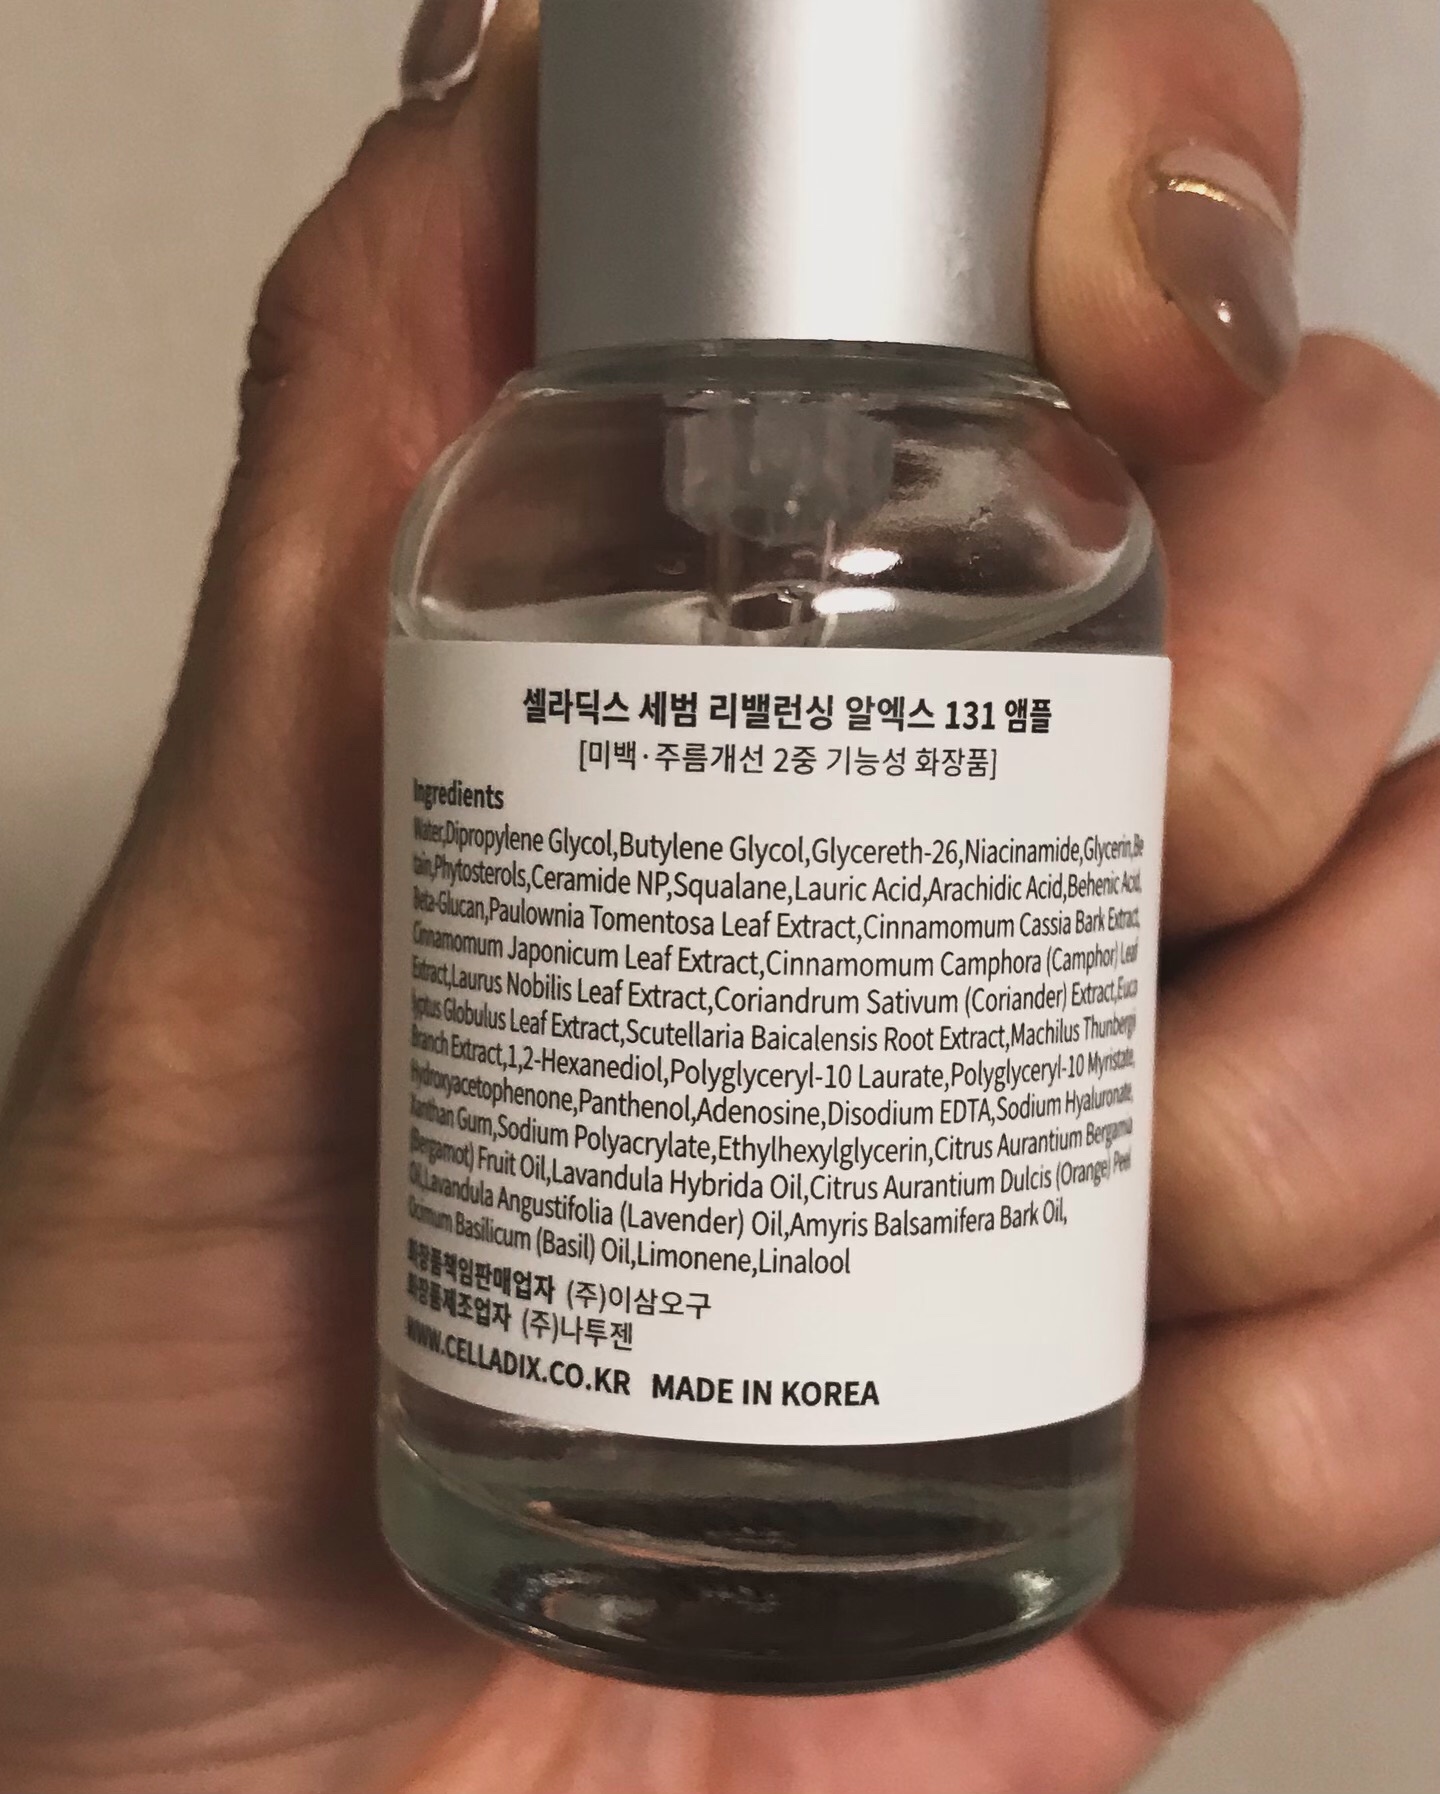 셀라딕스 세범 리밸런싱 알엑스 131 앰플
[미백·주름개선 2중 기능성 화장품]
Ingredients
Water,Dipropylene Glycol,Butylene Glycol,Glycereth-26,Niacinamide,Glycerin,Be
tain,Phytosterols,Ceramide NP,Squalane,Lauric Acid,Arachidic Acid,Behenic Acid,
Beta-Glucan,Paulownia Tomentosa Leaf Extract,Cinnamomum Cassia Bark Extract,
Cinnamomum Japonicum Leaf Extract,Cinnamomum Camphora (Camphor) Leaf
Extract,Laurus Nobilis Leaf Extract,Coriandrum Sativum (Coriander) Extract,Euca
lyptus Globulus Leaf Extract,Scutellaria Baicalensis Root Extract,Machilus Thunbergi
Branch Extract,1,2-Hexanediol,Polyglyceryl-10 Laurate,Polyglyceryl-10 Myristate,
Hydroxyacetophenone,Panthenol,Adenosine,Disodium EDTA,Sodium Hyaluronate,
Xanthan Gum,Sodium Polyacrylate,Ethylhexylglycerin,Citrus Aurantium Bergamia
(Bergamot) Fruit Oil,Lavandula Hybrida Oil,Citrus Aurantium Dulcis (Orange) Peel
Oil,Lavandula Angustifolia (Lavender) Oil,Amyris Balsamifera Bark Oil,
Ocimum Basilicum (Basil) Oil,Limonene,Linalool
화장품책임판매업자 (주)이삼오구
화장품제조업자 (주)나투젠
WWW.CELLADIX.CO.KR MADE IN KOREA